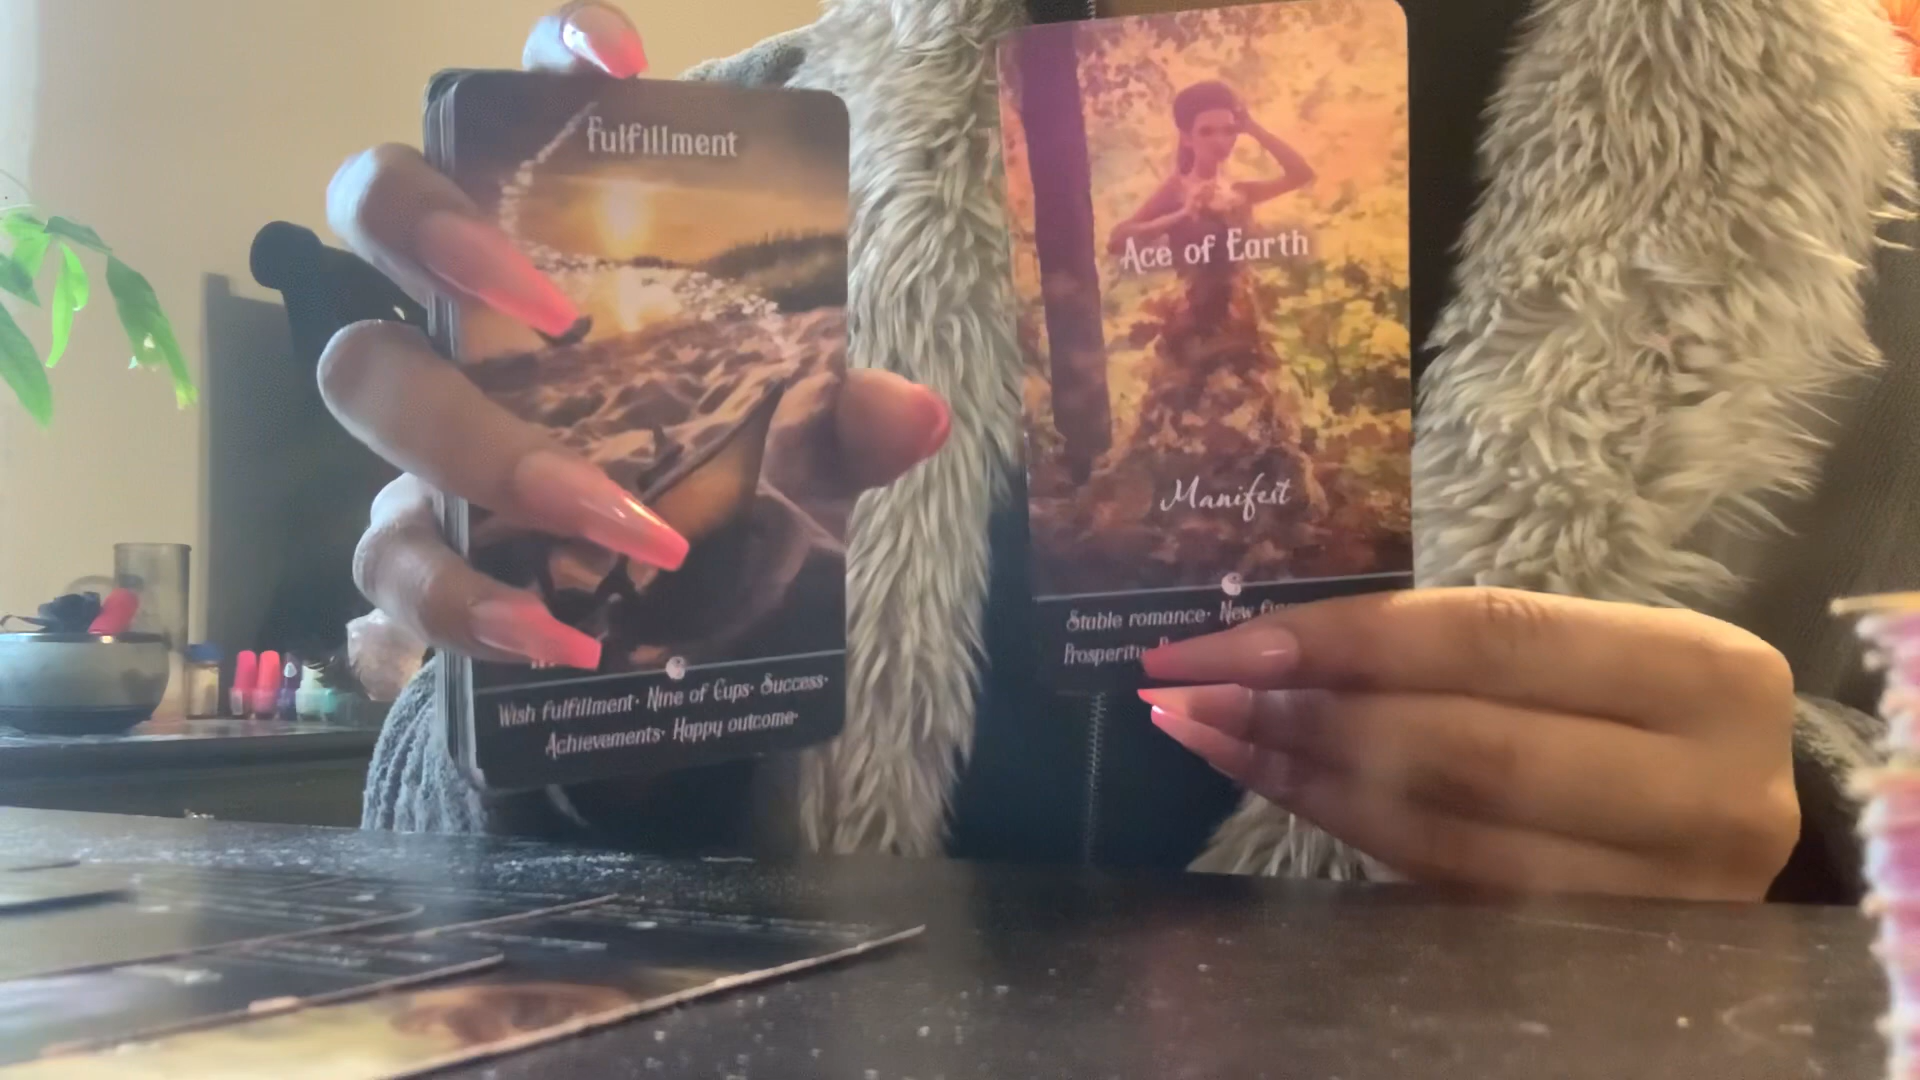 Fulfillment
Wish fulfillment· Nine of Cups· Success·
Achievements· Happy outcome·
Ace of Earth
Manifest
Stable romance· New
Prosperity·